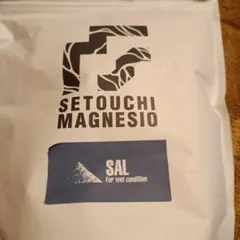 SETOUCHI
MAGNESIO
SAL
For wet condition